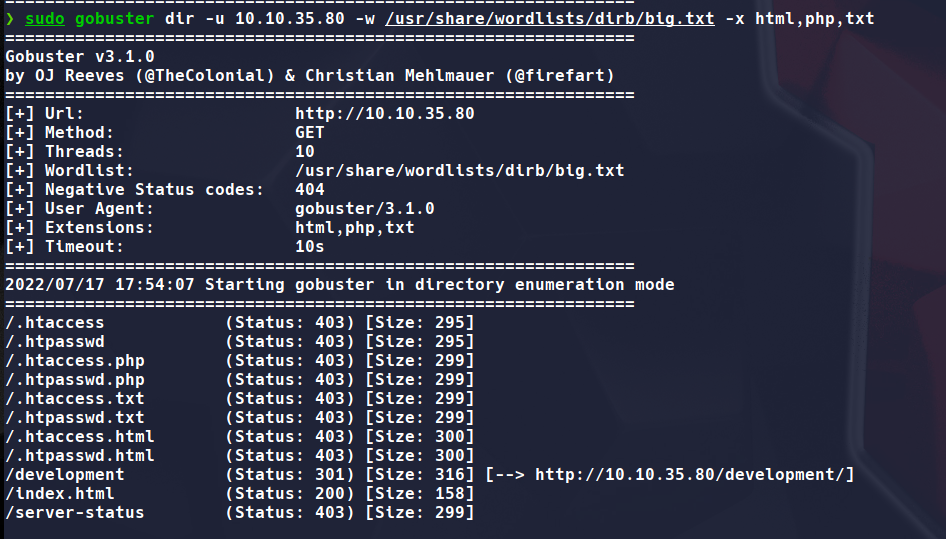 ===============================================================
❯ sudo gobuster dir -u 10.10.35.80 -w /usr/share/wordlists/dirb/big.txt -x html,php,txt
===============================================================
Gobuster v3.1.0
by OJ Reeves (@TheColonial) & Christian Mehlmauer (@firefart)
===============================================================
[+] Url:                     http://10.10.35.80
[+] Method:                  GET
[+] Threads:                 10
[+] Wordlist:                /usr/share/wordlists/dirb/big.txt
[+] Negative Status codes:   404
[+] User Agent:              gobuster/3.1.0
[+] Extensions:              html,php,txt
[+] Timeout:                 10s
===============================================================
2022/07/17 17:54:07 Starting gobuster in directory enumeration mode
===============================================================
/.htaccess            (Status: 403) [Size: 295]
/.htpasswd            (Status: 403) [Size: 295]
/.htaccess.php        (Status: 403) [Size: 299]
/.htpasswd.php        (Status: 403) [Size: 299]
/.htaccess.txt        (Status: 403) [Size: 299]
/.htpasswd.txt        (Status: 403) [Size: 299]
/.htaccess.html       (Status: 403) [Size: 300]
/.htpasswd.html       (Status: 403) [Size: 300]
/development          (Status: 301) [Size: 316] [--> http://10.10.35.80/development/]
/index.html           (Status: 200) [Size: 158]
/server-status        (Status: 403) [Size: 299]